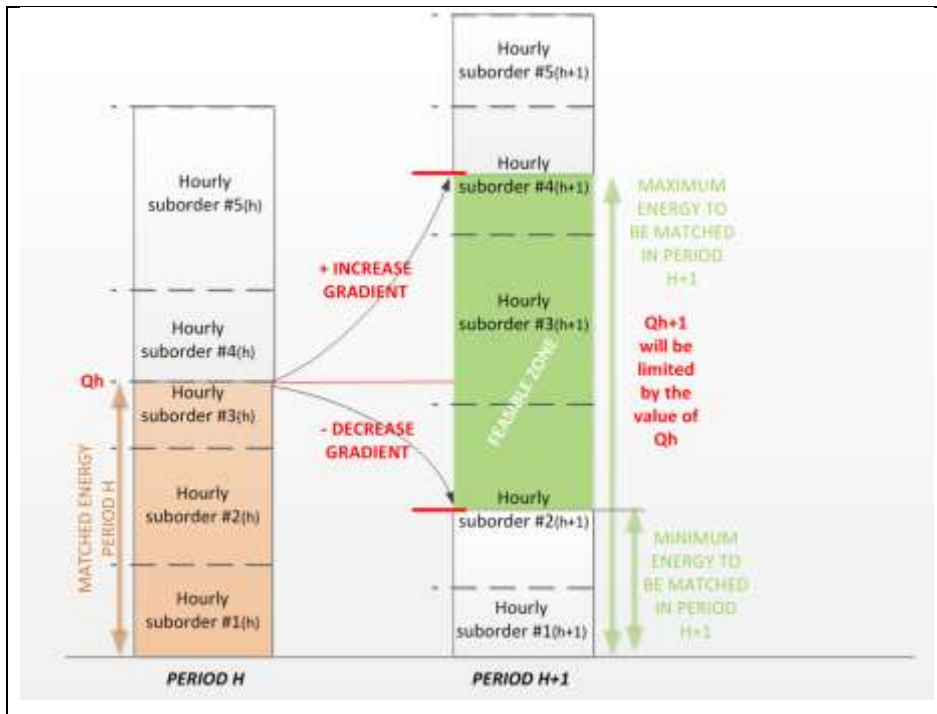 Hourly
suborder #5(h+1)
Hourly
suborder #5(h)
Hourly
suborder #4(h+1)
MAXIMUM
ENERGY TO
BE MATCHED
IN PERIOD
H+1
+ INCREASE
GRADIENT
Hourly
suborder #3(h+1)
Hourly
suborder #4(h)
Qh+1
will be
limited
by the
value of
Qh
Qh
Hourly
suborder #3(h)
FEASIBLE ZONE
- DECREASE
GRADIENT
MATCHED ENERGY
PERIOD H
Hourly
suborder #2(h)
Hourly
suborder #2(h+1)
MINIMUM
ENERGY TO
BE MATCHED
IN PERIOD
H+1
Hourly
suborder #1(h)
Hourly
suborder #1(h+1)
PERIOD H
PERIOD H+1